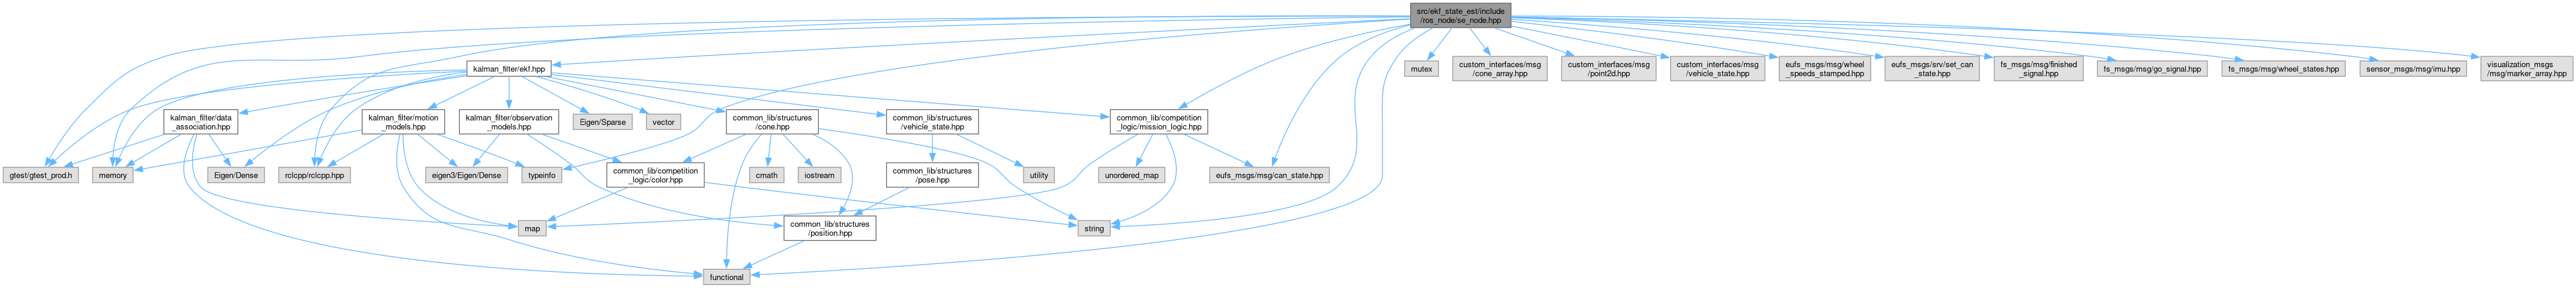 src/ekf_state_est/include
/ros_node/se_node.hpp
kalman_filter/ekf.hpp
mutex
custom_interfaces/msg
/cone_array.hpp
custom_interfaces/msg
/point2d.hpp
custom_interfaces/msg
/vehicle_state.hpp
eufs_msgs/msg/wheel
_speeds_stamped.hpp
eufs_msgs/srv/set_can
_state.hpp
fs_msgs/msg/finished
_signal.hpp
fs_msgs/msg/go_signal.hpp
fs_msgs/msg/wheel_states.hpp
sensor_msgs/msg/imu.hpp
visualization_msgs
/msg/marker_array.hpp
kalman_filter/data
_association.hpp
kalman_filter/motion
_models.hpp
kalman_filter/observation
_models.hpp
Eigen/Sparse
vector
common_lib/structures
/cone.hpp
common_lib/structures
/vehicle_state.hpp
common_lib/competition
_logic/mission_logic.hpp
gtest/gtest_prod.h
memory
Eigen/Dense
rclcpp/rclcpp.hpp
eigen3/Eigen/Dense
typeinfo
common_lib/competition
_logic/color.hpp
cmath
iostream
common_lib/structures
/pose.hpp
utility
unordered_map
eufs_msgs/msg/can_state.hpp
map
common_lib/structures
/position.hpp
string
functional